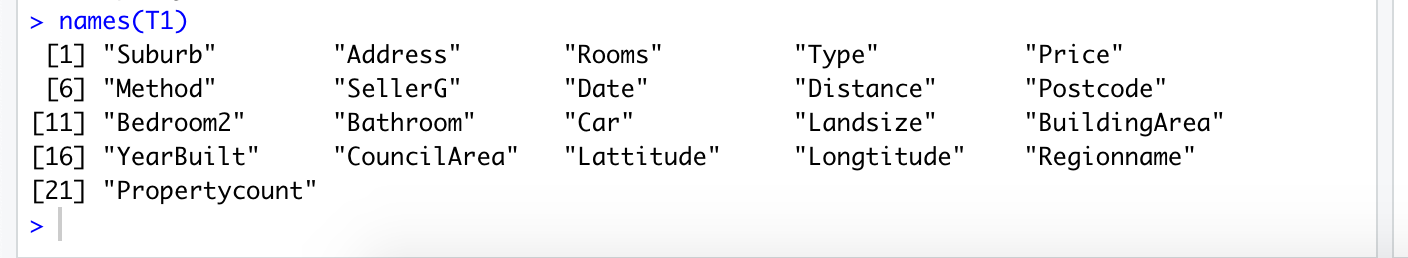 > names(T1)
[1] "Suburb" "Address" "Rooms" "Type" "Price"
[6] "Method" "SellerG" "Date" "Distance" "Postcode"
[11] "Bedroom2" "Bathroom" "Car" "Landsize" "BuildingArea"
[16] "YearBuilt" "CouncilArea" "Lattitude" "Longtitude" "Regionname"
[21] "Propertycount"
>